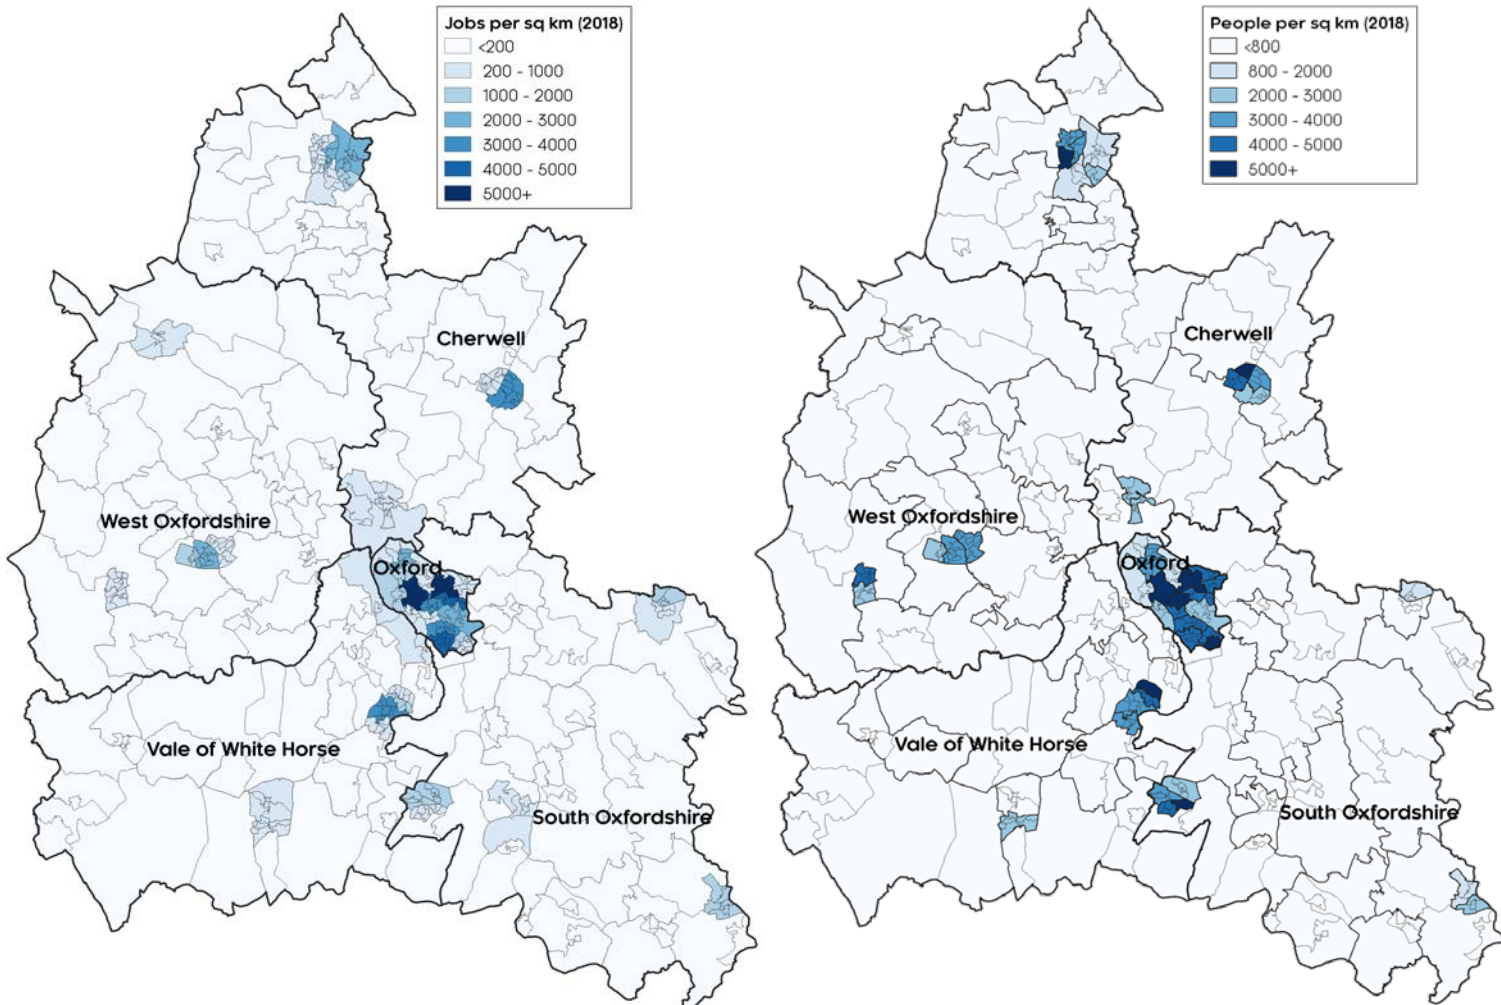 Jobs per sq km (2018)
<200
200 - 1000
1000 - 2000
2000 - 3000
3000 - 4000
4000 - 5000
5000+
Cherwell
West Oxfordshire
Oxford
Vale of White Horse
South Oxfordshire
People per sq km (2018)
<800
800 - 2000
2000 - 3000
3000 - 4000
4000 - 5000
5000+
Cherwell
West Oxfordshire
Oxford
Vale of White Horse
South Oxfordshire